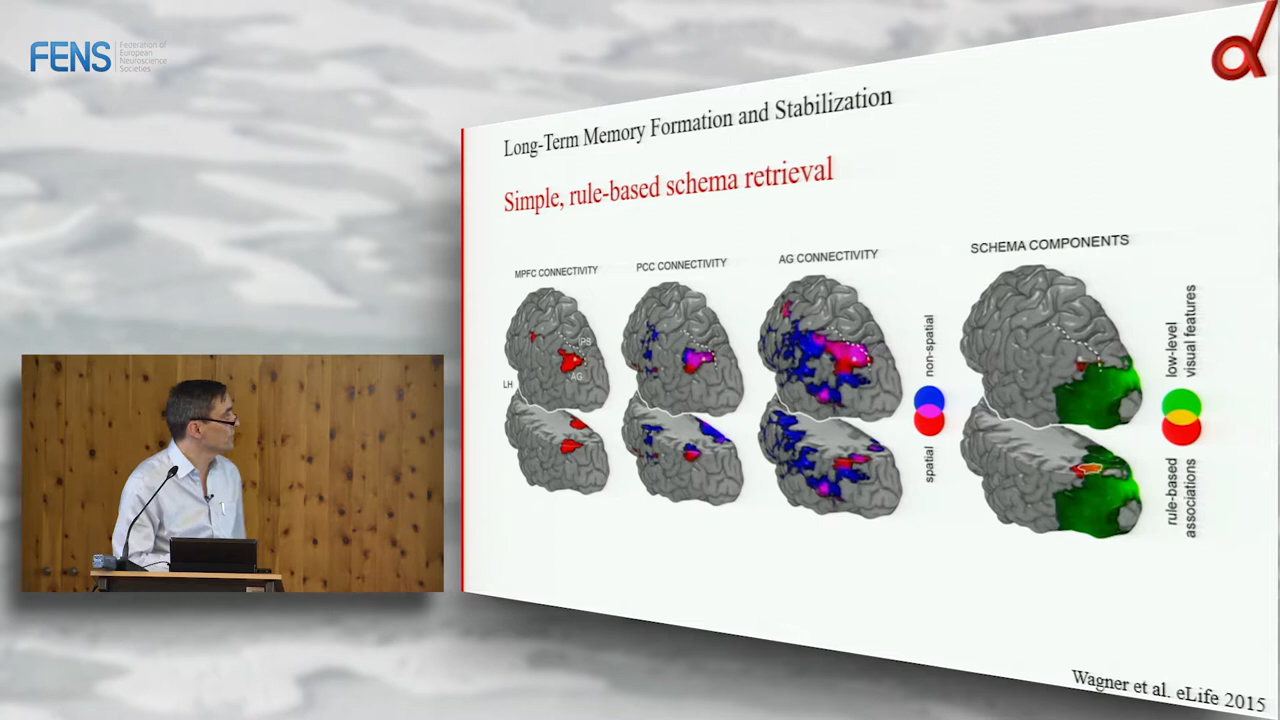 FENS
Federation of
European
Neuroscience
Societies
Long-Term Memory Formation and Stabilization
Simple, rule-based schema retrieval
MPFC CONNECTIVITY
PCC CONNECTIVITY
AG CONNECTIVITY
SCHEMA COMPONENTS
IPS
AG
LH
non-spatial
spatial
low-level
visual features
rule-based
associations
Wagner et al. eLife 2015